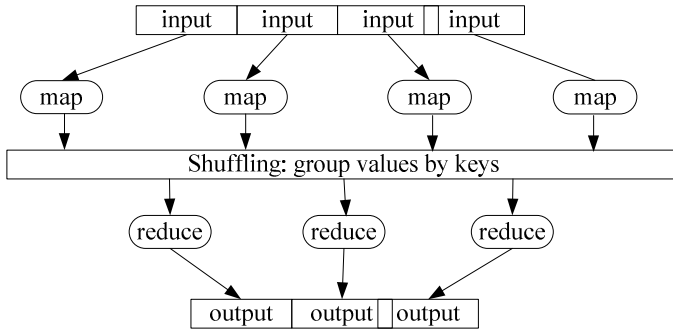 input input input input
map map map map
Shuffling: group values by keys
reduce reduce reduce
output output output